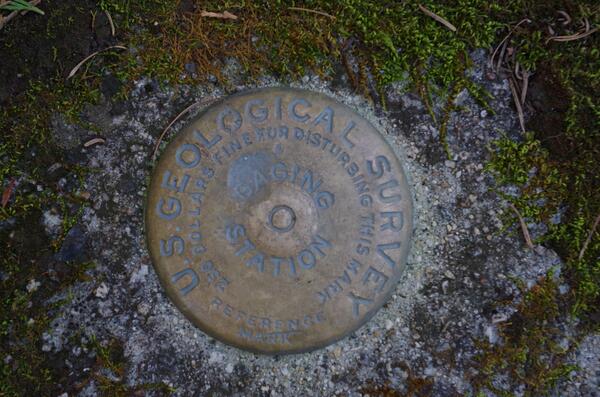 U.S. GEOLOGICAL SURVEY
250 DOLLARS FINE FOR DISTURBING THIS MARK
GAGING
STATION
REFERENCE
MARK